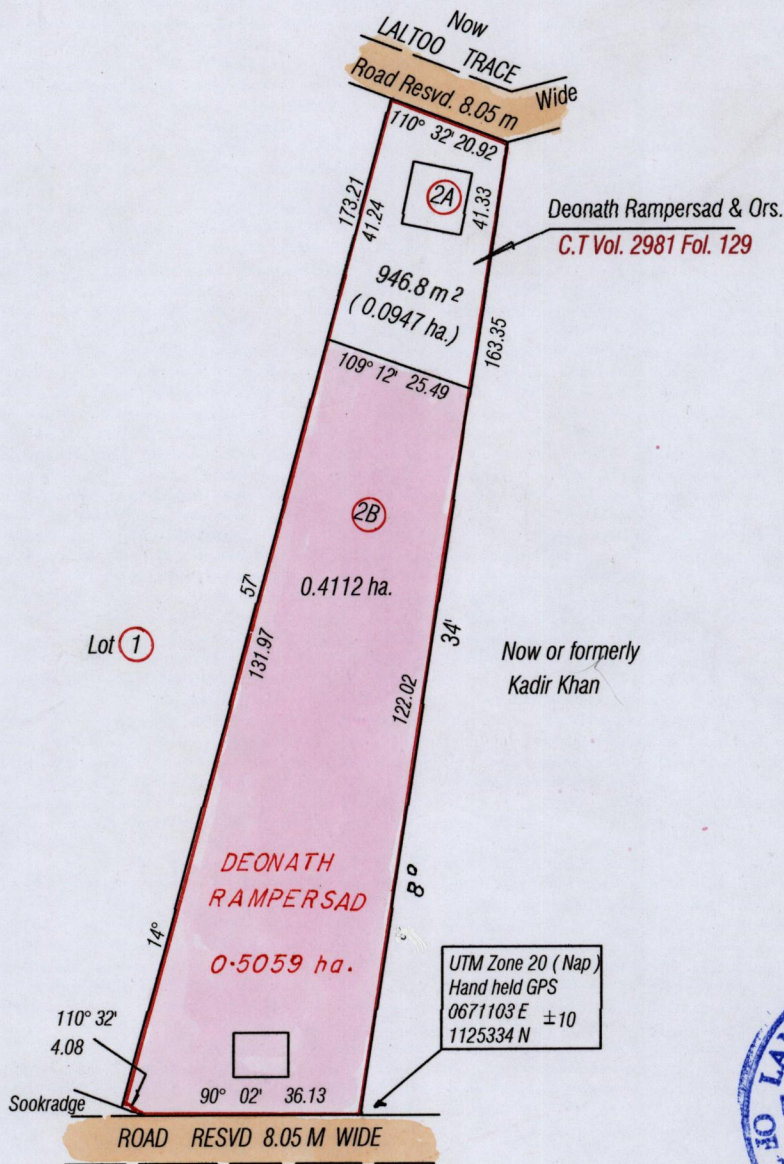 Now
LALTOO TRACE
Road Resvd. 8.05 m Wide
110° 32' 20.92
2A
173.21
41.24
41.33
Deonath Rampersad & Ors.
C.T Vol. 2981 Fol. 129
946.8 m 2
( 0.0947 ha.)
163.35
109° 12' 25.49
2B
0.4112 ha.
57'
34'
Lot 1
131.97
Now or formerly
Kadir Khan
122.02
DEONATH
RAMPERSAD
8°
14°
0.5059 ha.
UTM Zone 20 ( Nap )
Hand held GPS
0671103 E ±10
1125334 N
110° 32'
4.08
Sookradge
90° 02' 36.13
ROAD RESVD 8.05 M WIDE